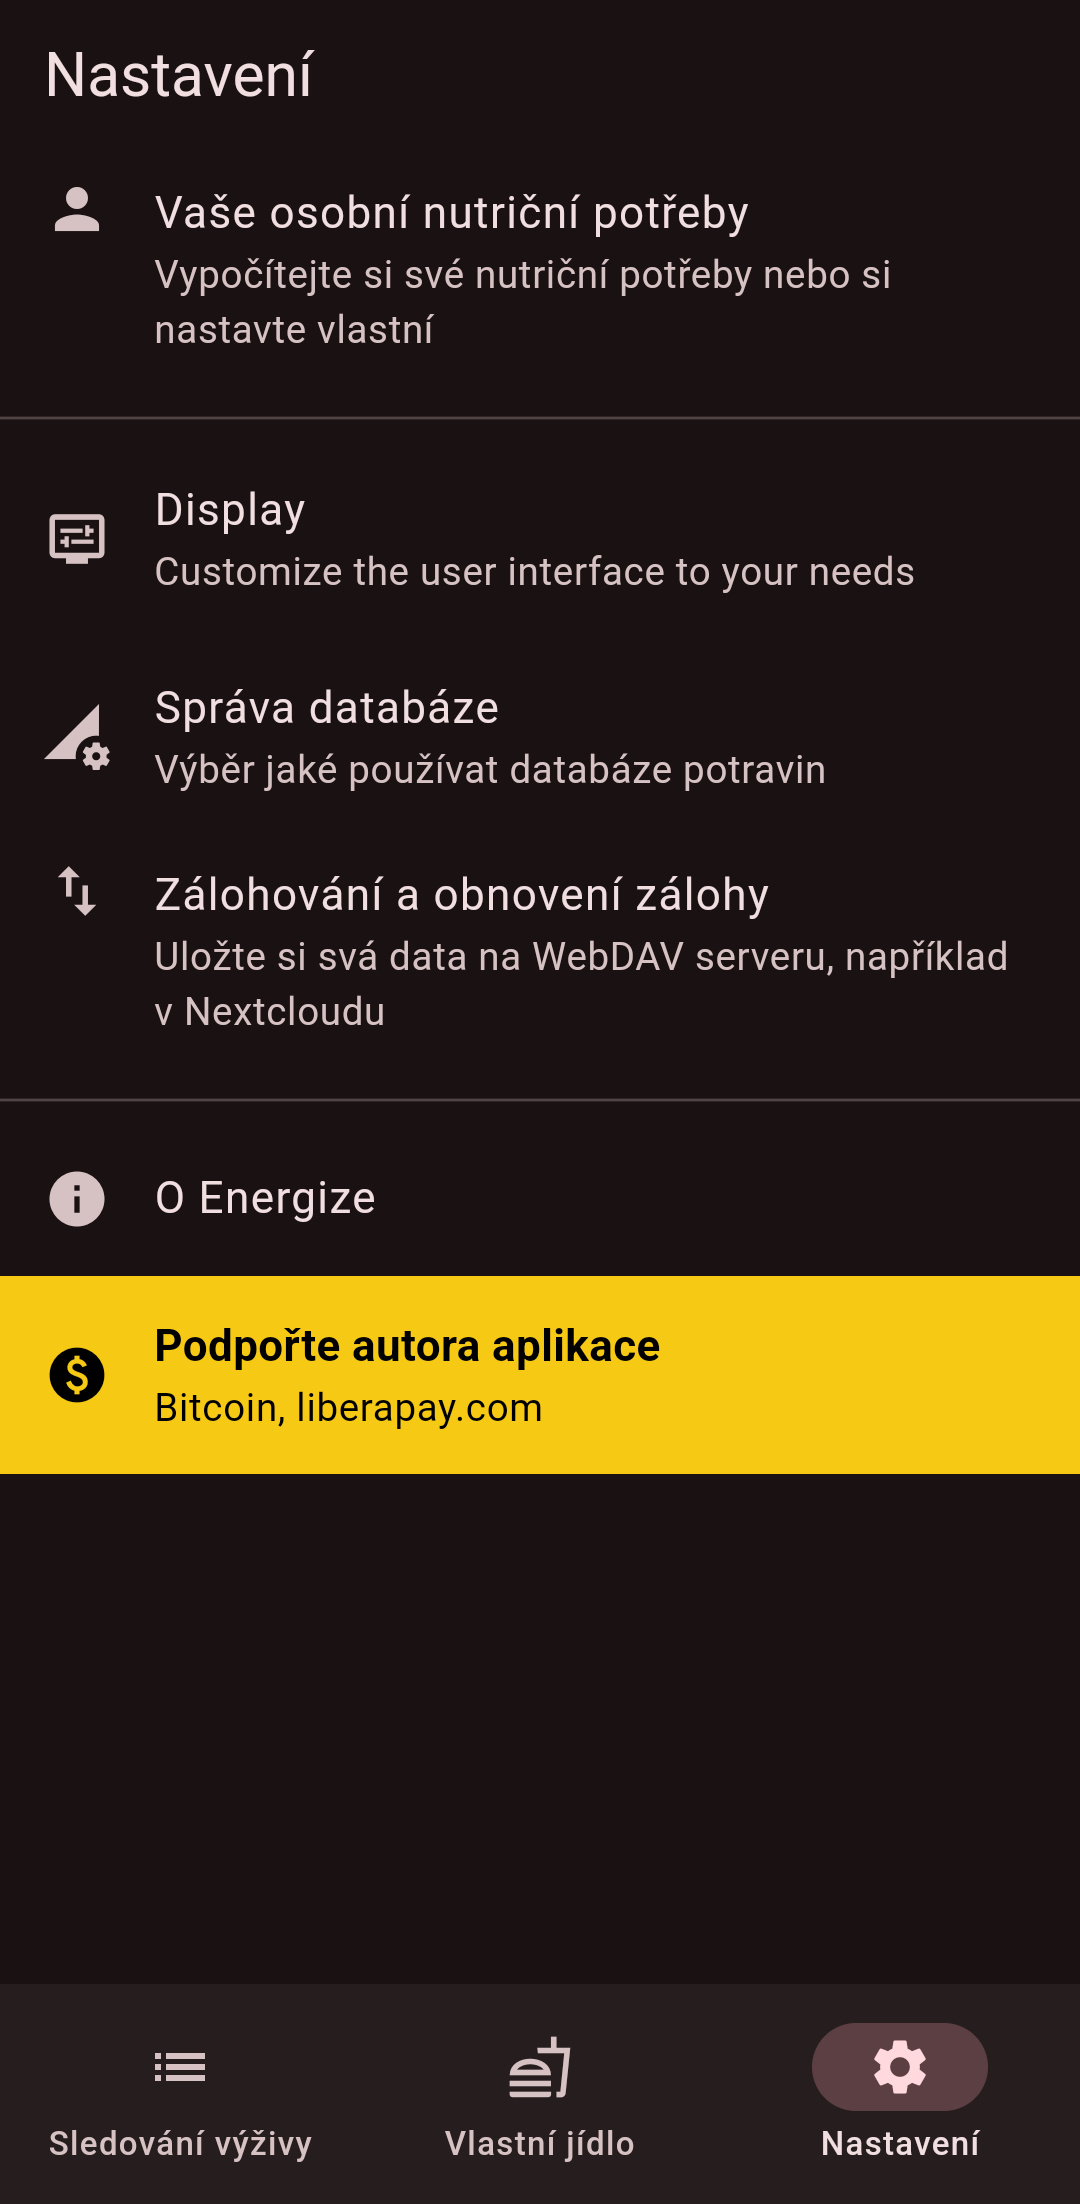 Nastavení
Vaše osobní nutriční potřeby
Vypočítejte si své nutriční potřeby nebo si
nastavte vlastní
Display
Customize the user interface to your needs
Správa databáze
Výběr jaké používat databáze potravin
Zálohování a obnovení zálohy
Uložte si svá data na WebDAV serveru, například
v Nextcloudu
O Energize
Podpořte autora aplikace
Bitcoin, liberapay.com
Sledování výživy
Vlastní jídlo
Nastavení